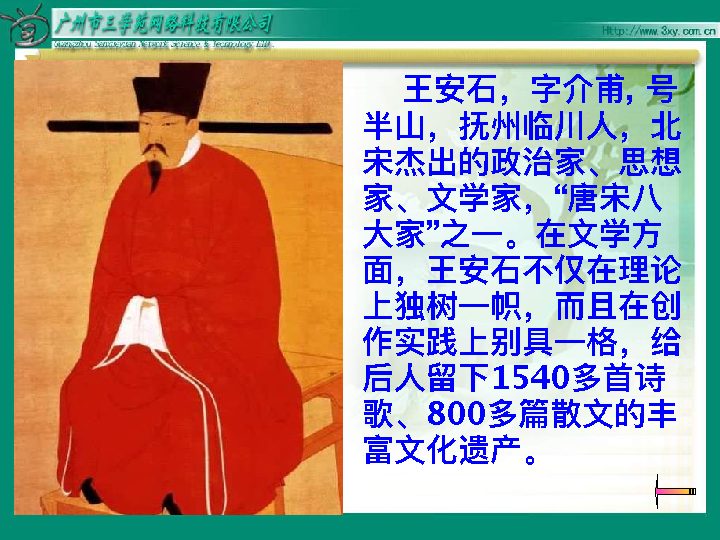 广州市三学苑网络科技有限公司
Guangzhou Sanxueyuan Network Science & Technology Ltd.
Http://www.3xy.com.cn
王安石，字介甫，号
半山，抚州临川人，北
宋杰出的政治家、思想
家、文学家，“唐宋八
大家”之一。在文学方
面，王安石不仅在理论
上独树一帜，而且在创
作实践上别具一格，给
后人留下1540多首诗
歌、800多篇散文的丰
富文化遗产。